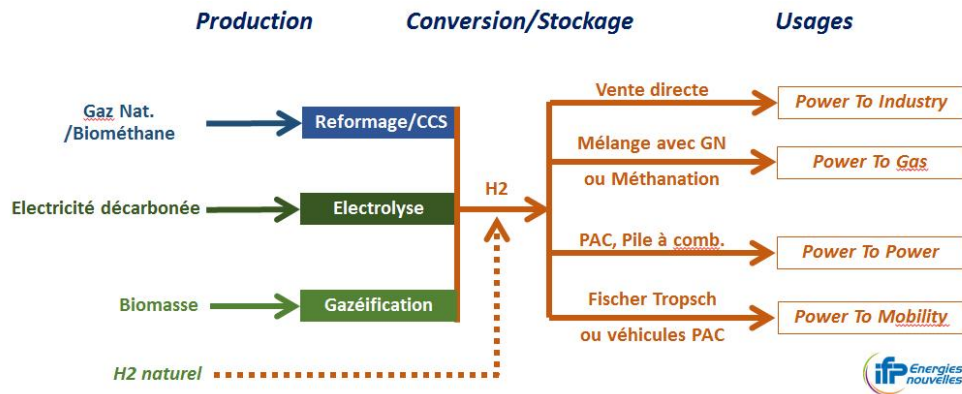 Production
Conversion/Stockage
Usages
Gaz Nat.
/Biométhane
Reformage/CCS
Vente directe
Power To Industry
Mélange avec GN
ou Méthanation
Power To Gas
Electricité décarbonée
Electrolyse
H2
PAC, Pile à comb.
Power To Power
Biomasse
Gazéification
Fischer Tropsch
ou véhicules PAC
Power To Mobility
H2 naturel
ifp Energies
nouvelles